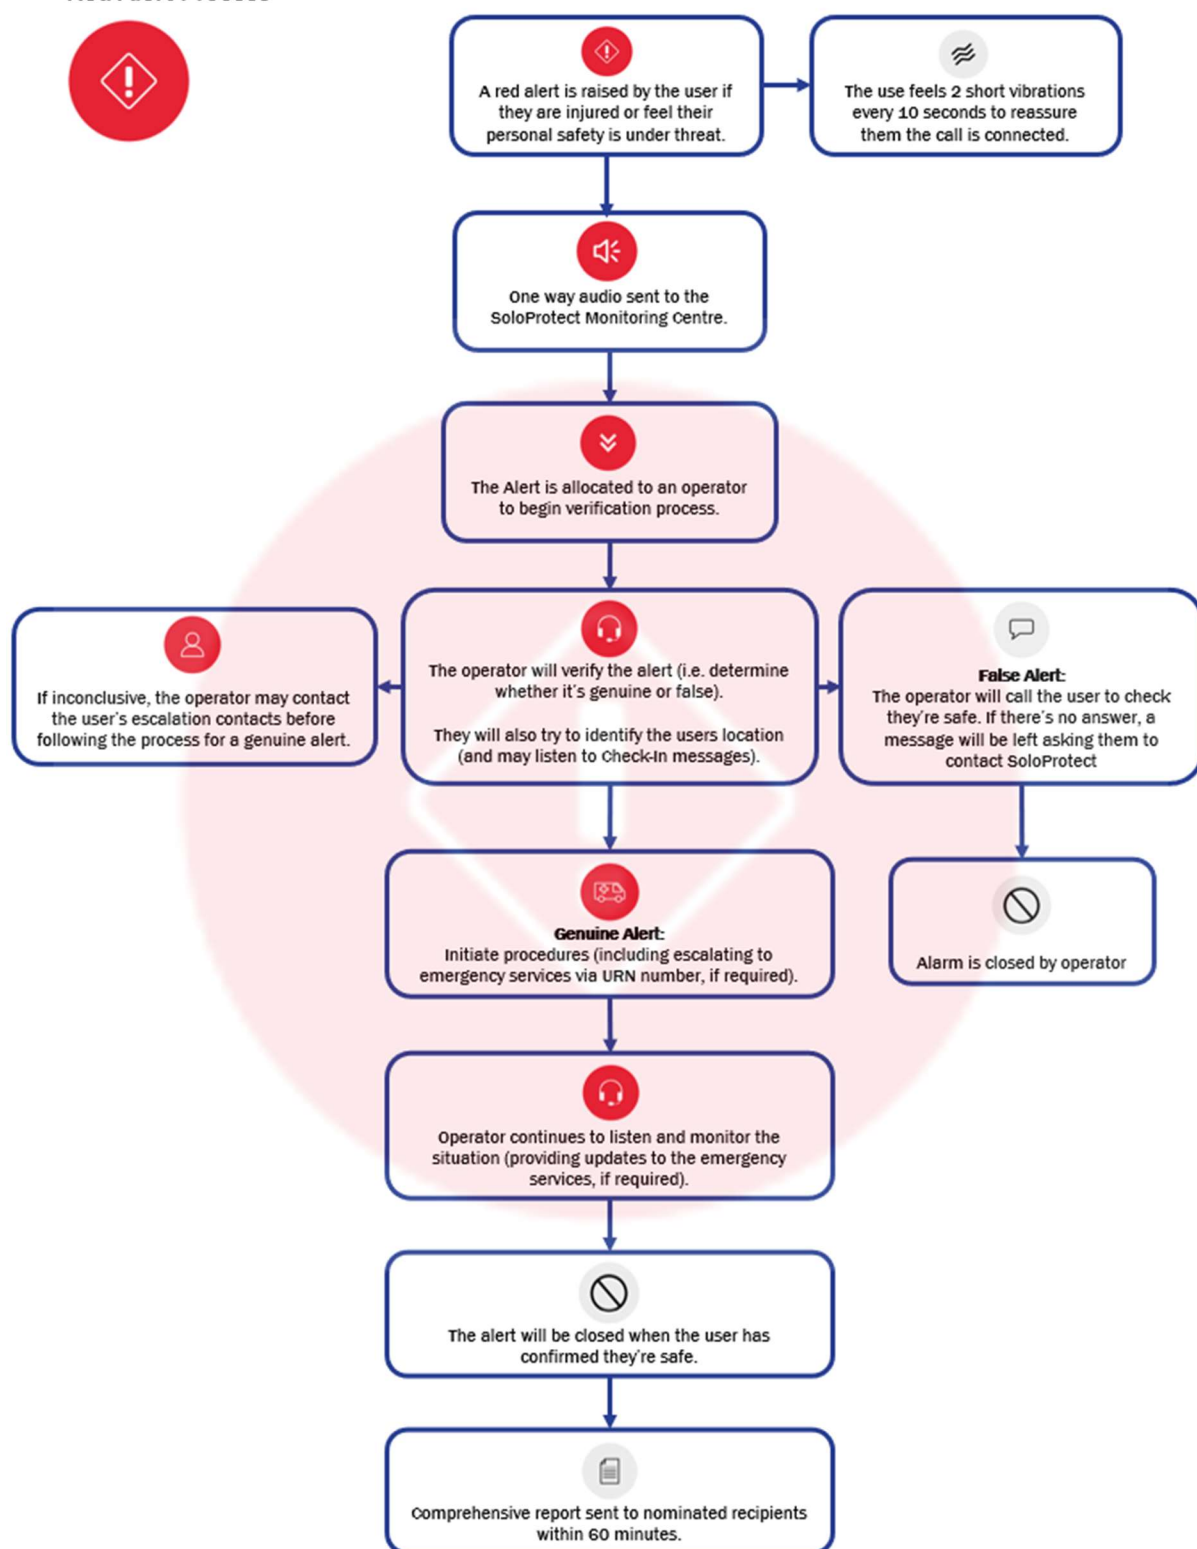 A red alert is raised by the user if
they are injured or feel their
personal safety is under threat.
The use feels 2 short vibrations
every 10 seconds to reassure
them the call is connected.
One way audio sent to the
SoloProtect Monitoring Centre.
The Alert is allocated to an operator
to begin verification process.
If inconclusive, the operator may contact
the user's escalation contacts before
following the process for a genuine alert.
The operator will verify the alert (i.e. determine
whether it's genuine or false).
They will also try to identify the users location
(and may listen to Check-In messages).
False Alert:
The operator will call the user to check
they're safe. If there's no answer, a
message will be left asking them to
contact SoloProtect
Genuine Alert:
Initiate procedures (including escalating to
emergency services via URN number, if required).
Alarm is closed by operator
Operator continues to listen and monitor the
situation (providing updates to the emergency
services, if required).
The alert will be closed when the user has
confirmed they're safe.
Comprehensive report sent to nominated recipients
within 60 minutes.